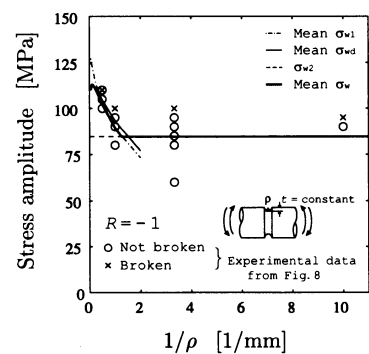 Mean σw1
Mean σwd
σw2
Mean σw
Stress amplitude [MPa]
150
125
100
75
50
25
0
ρ t = constant
R = −1
○ Not broken
× Broken
} Experimental data
from Fig. 8
0 2 4 6 8 10
1/ρ [1/mm]